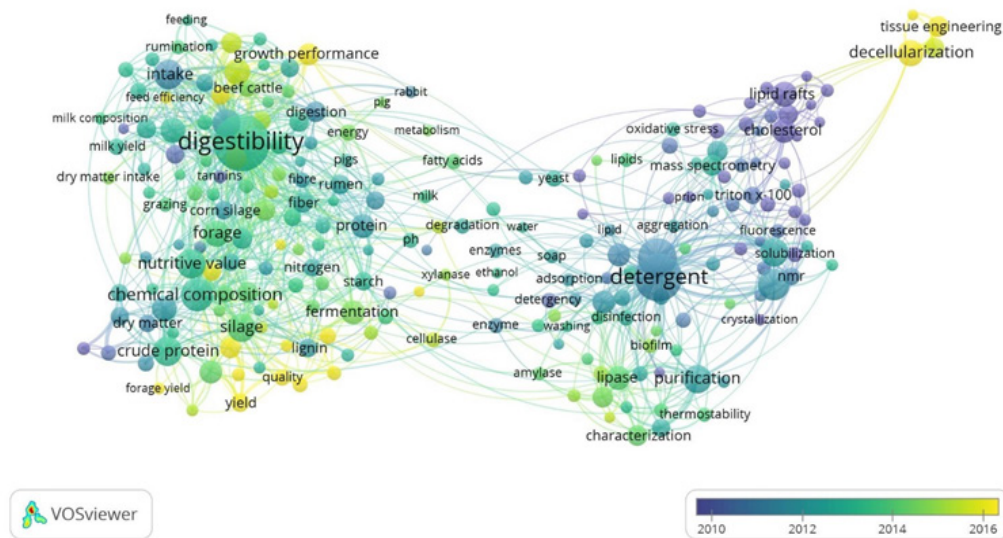 feeding
tissue engineering
rumination
growth performance
decellularization
intake
beef cattle
feed efficiency
rabbit
lipid rafts
pig
digestion
milk composition
energy
metabolism
oxidative stress
cholesterol
digestibility
milk yield
pigs
fatty acids
lipids
mass spectrometry
dry matter intake
tannins
fibre
rumen
yeast
grazing
corn silage
fiber
milk
prion
triton x-100
protein
degradation
water
aggregation
forage
lipid
fluorescence
ph
enzymes
soap
solubilization
nutritive value
nitrogen
xylanase
ethanol
adsorption
detergent
nmr
starch
chemical composition
detergency
fermentation
dry matter
silage
enzyme
washing
disinfection
crystallization
crude protein
lignin
cellulase
biofilm
quality
amylase
lipase
purification
forage yield
yield
thermostability
characterization
VOSviewer
2010 2012 2014 2016